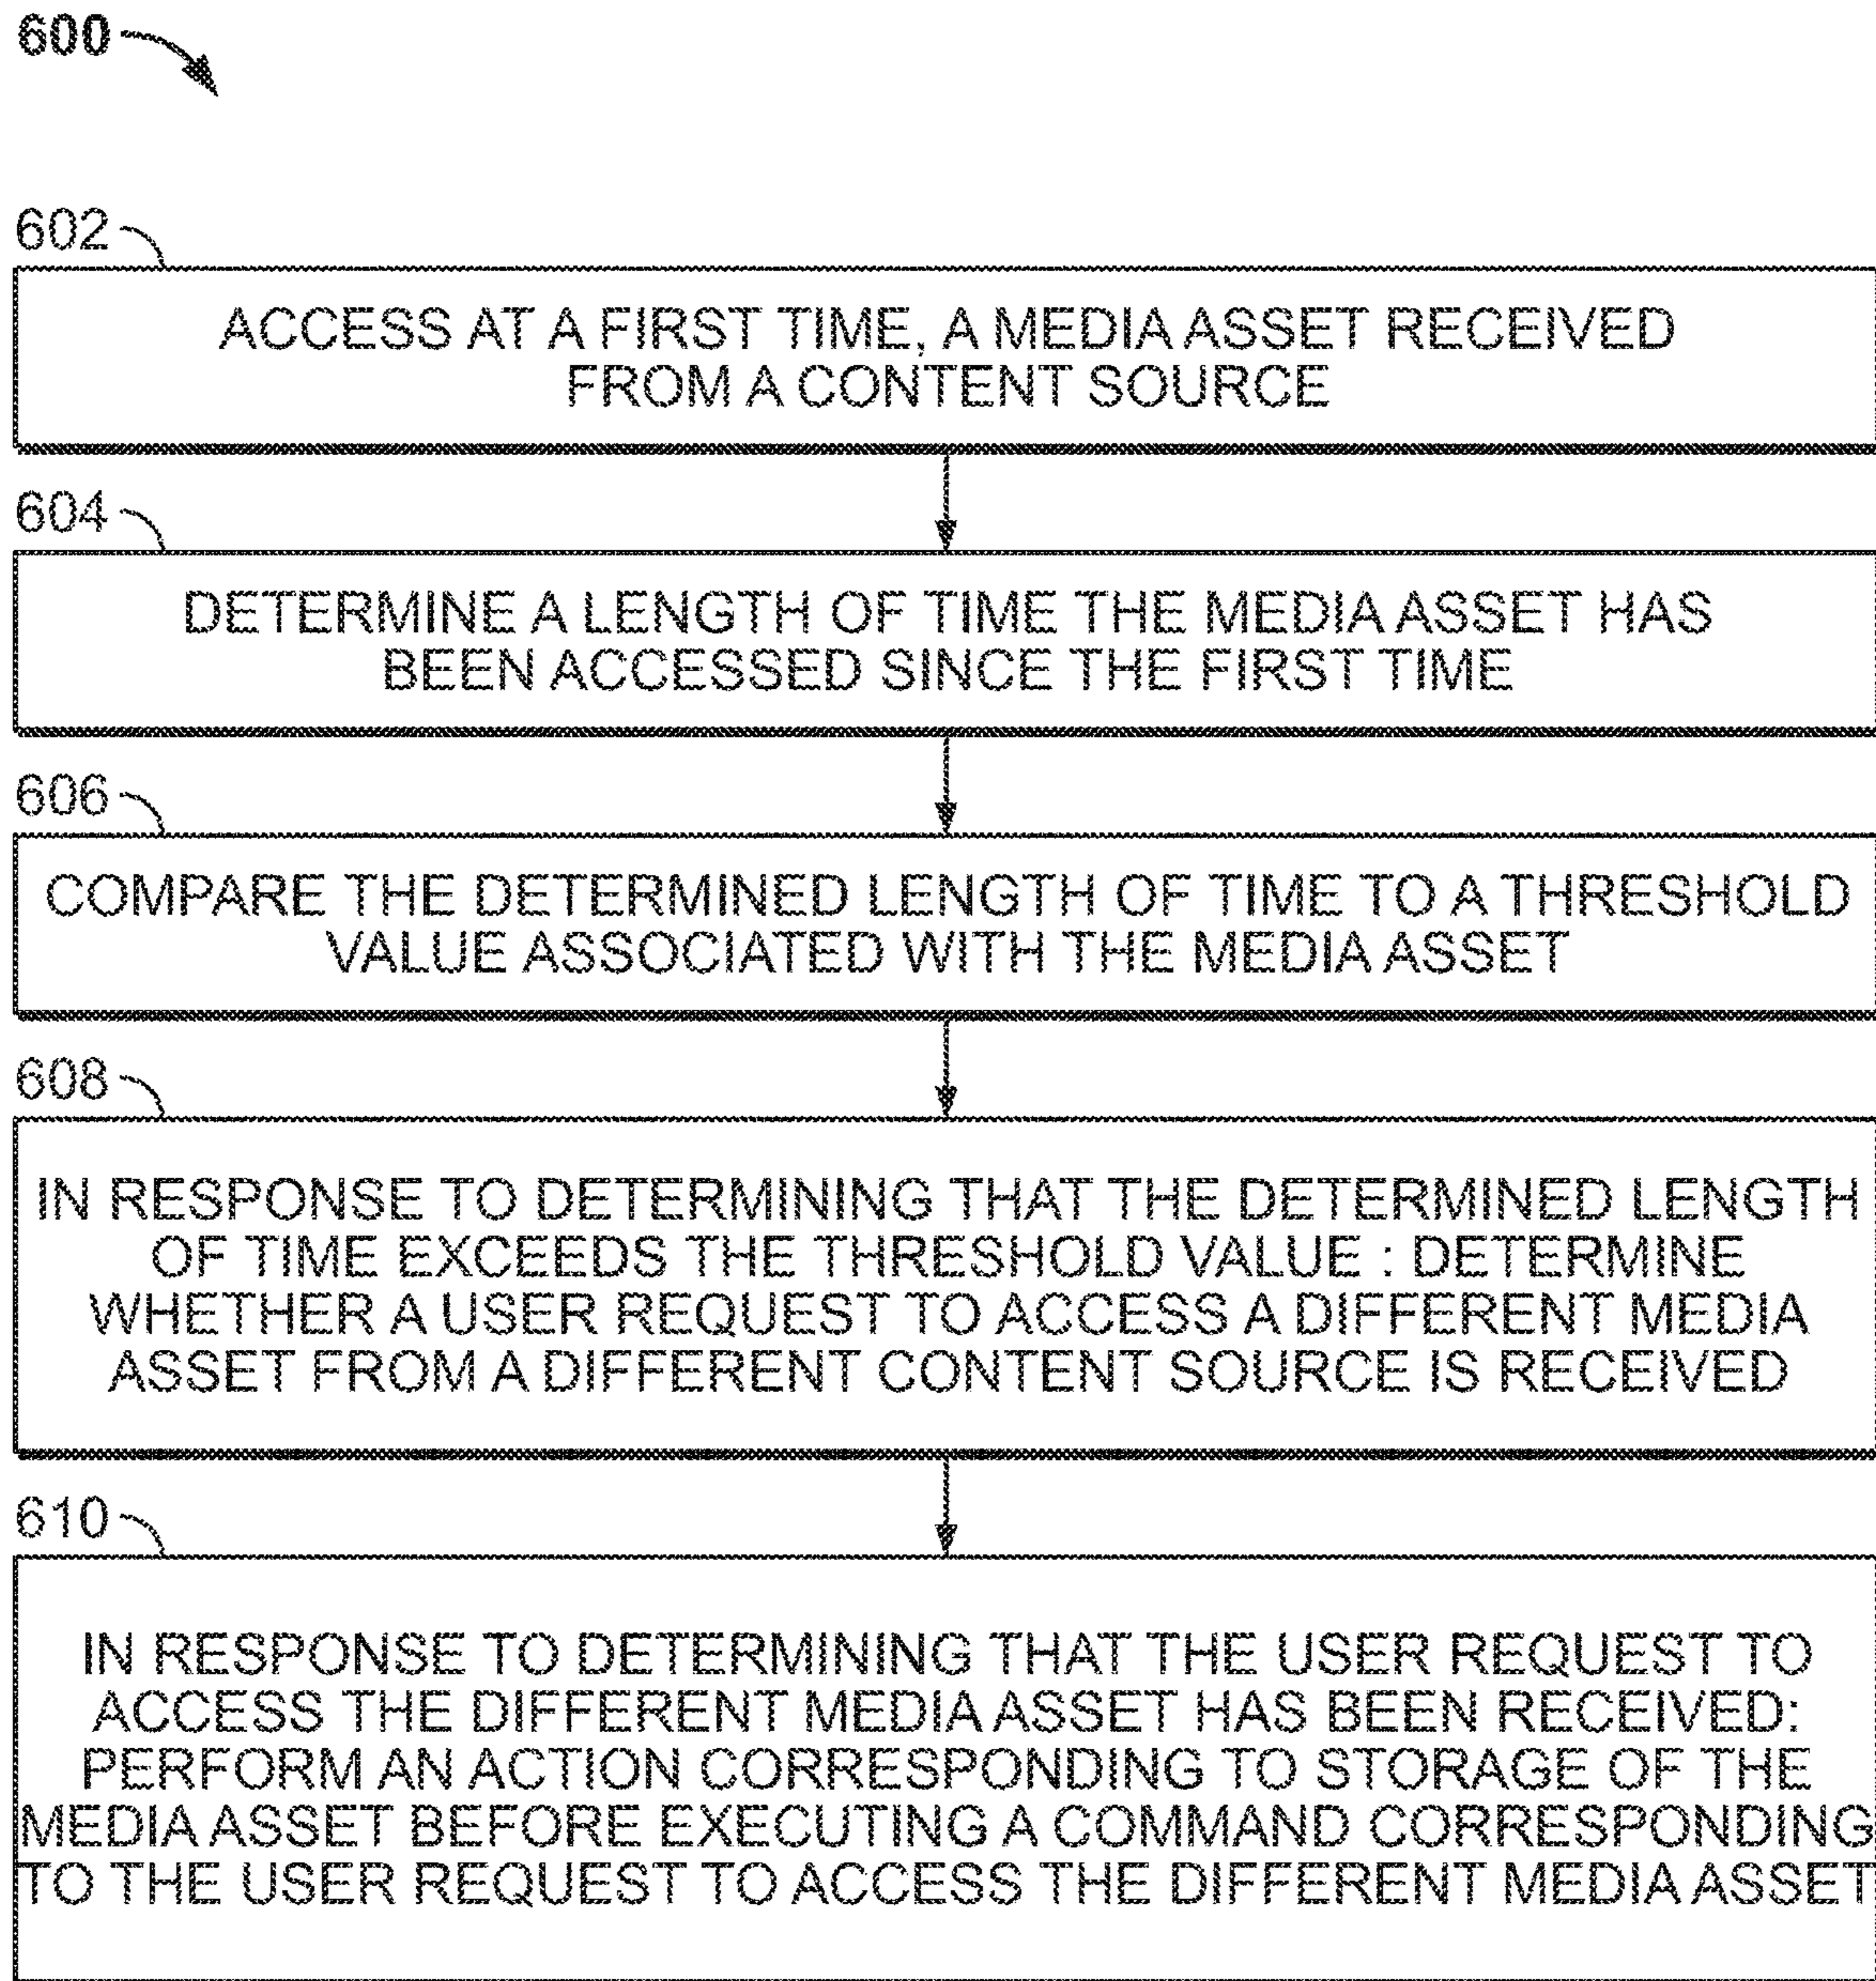 600
602
ACCESS AT A FIRST TIME, A MEDIA ASSET RECEIVED
FROM A CONTENT SOURCE
604
DETERMINE A LENGTH OF TIME THE MEDIA ASSET HAS
BEEN ACCESSED SINCE THE FIRST TIME
606
COMPARE THE DETERMINED LENGTH OF TIME TO A THRESHOLD
VALUE ASSOCIATED WITH THE MEDIA ASSET
608
IN RESPONSE TO DETERMINING THAT THE DETERMINED LENGTH
OF TIME EXCEEDS THE THRESHOLD VALUE : DETERMINE
WHETHER A USER REQUEST TO ACCESS A DIFFERENT MEDIA
ASSET FROM A DIFFERENT CONTENT SOURCE IS RECEIVED
610
IN RESPONSE TO DETERMINING THAT THE USER REQUEST TO
ACCESS THE DIFFERENT MEDIA ASSET HAS BEEN RECEIVED:
PERFORM AN ACTION CORRESPONDING TO STORAGE OF THE
MEDIA ASSET BEFORE EXECUTING A COMMAND CORRESPONDING
TO THE USER REQUEST TO ACCESS THE DIFFERENT MEDIA ASSET